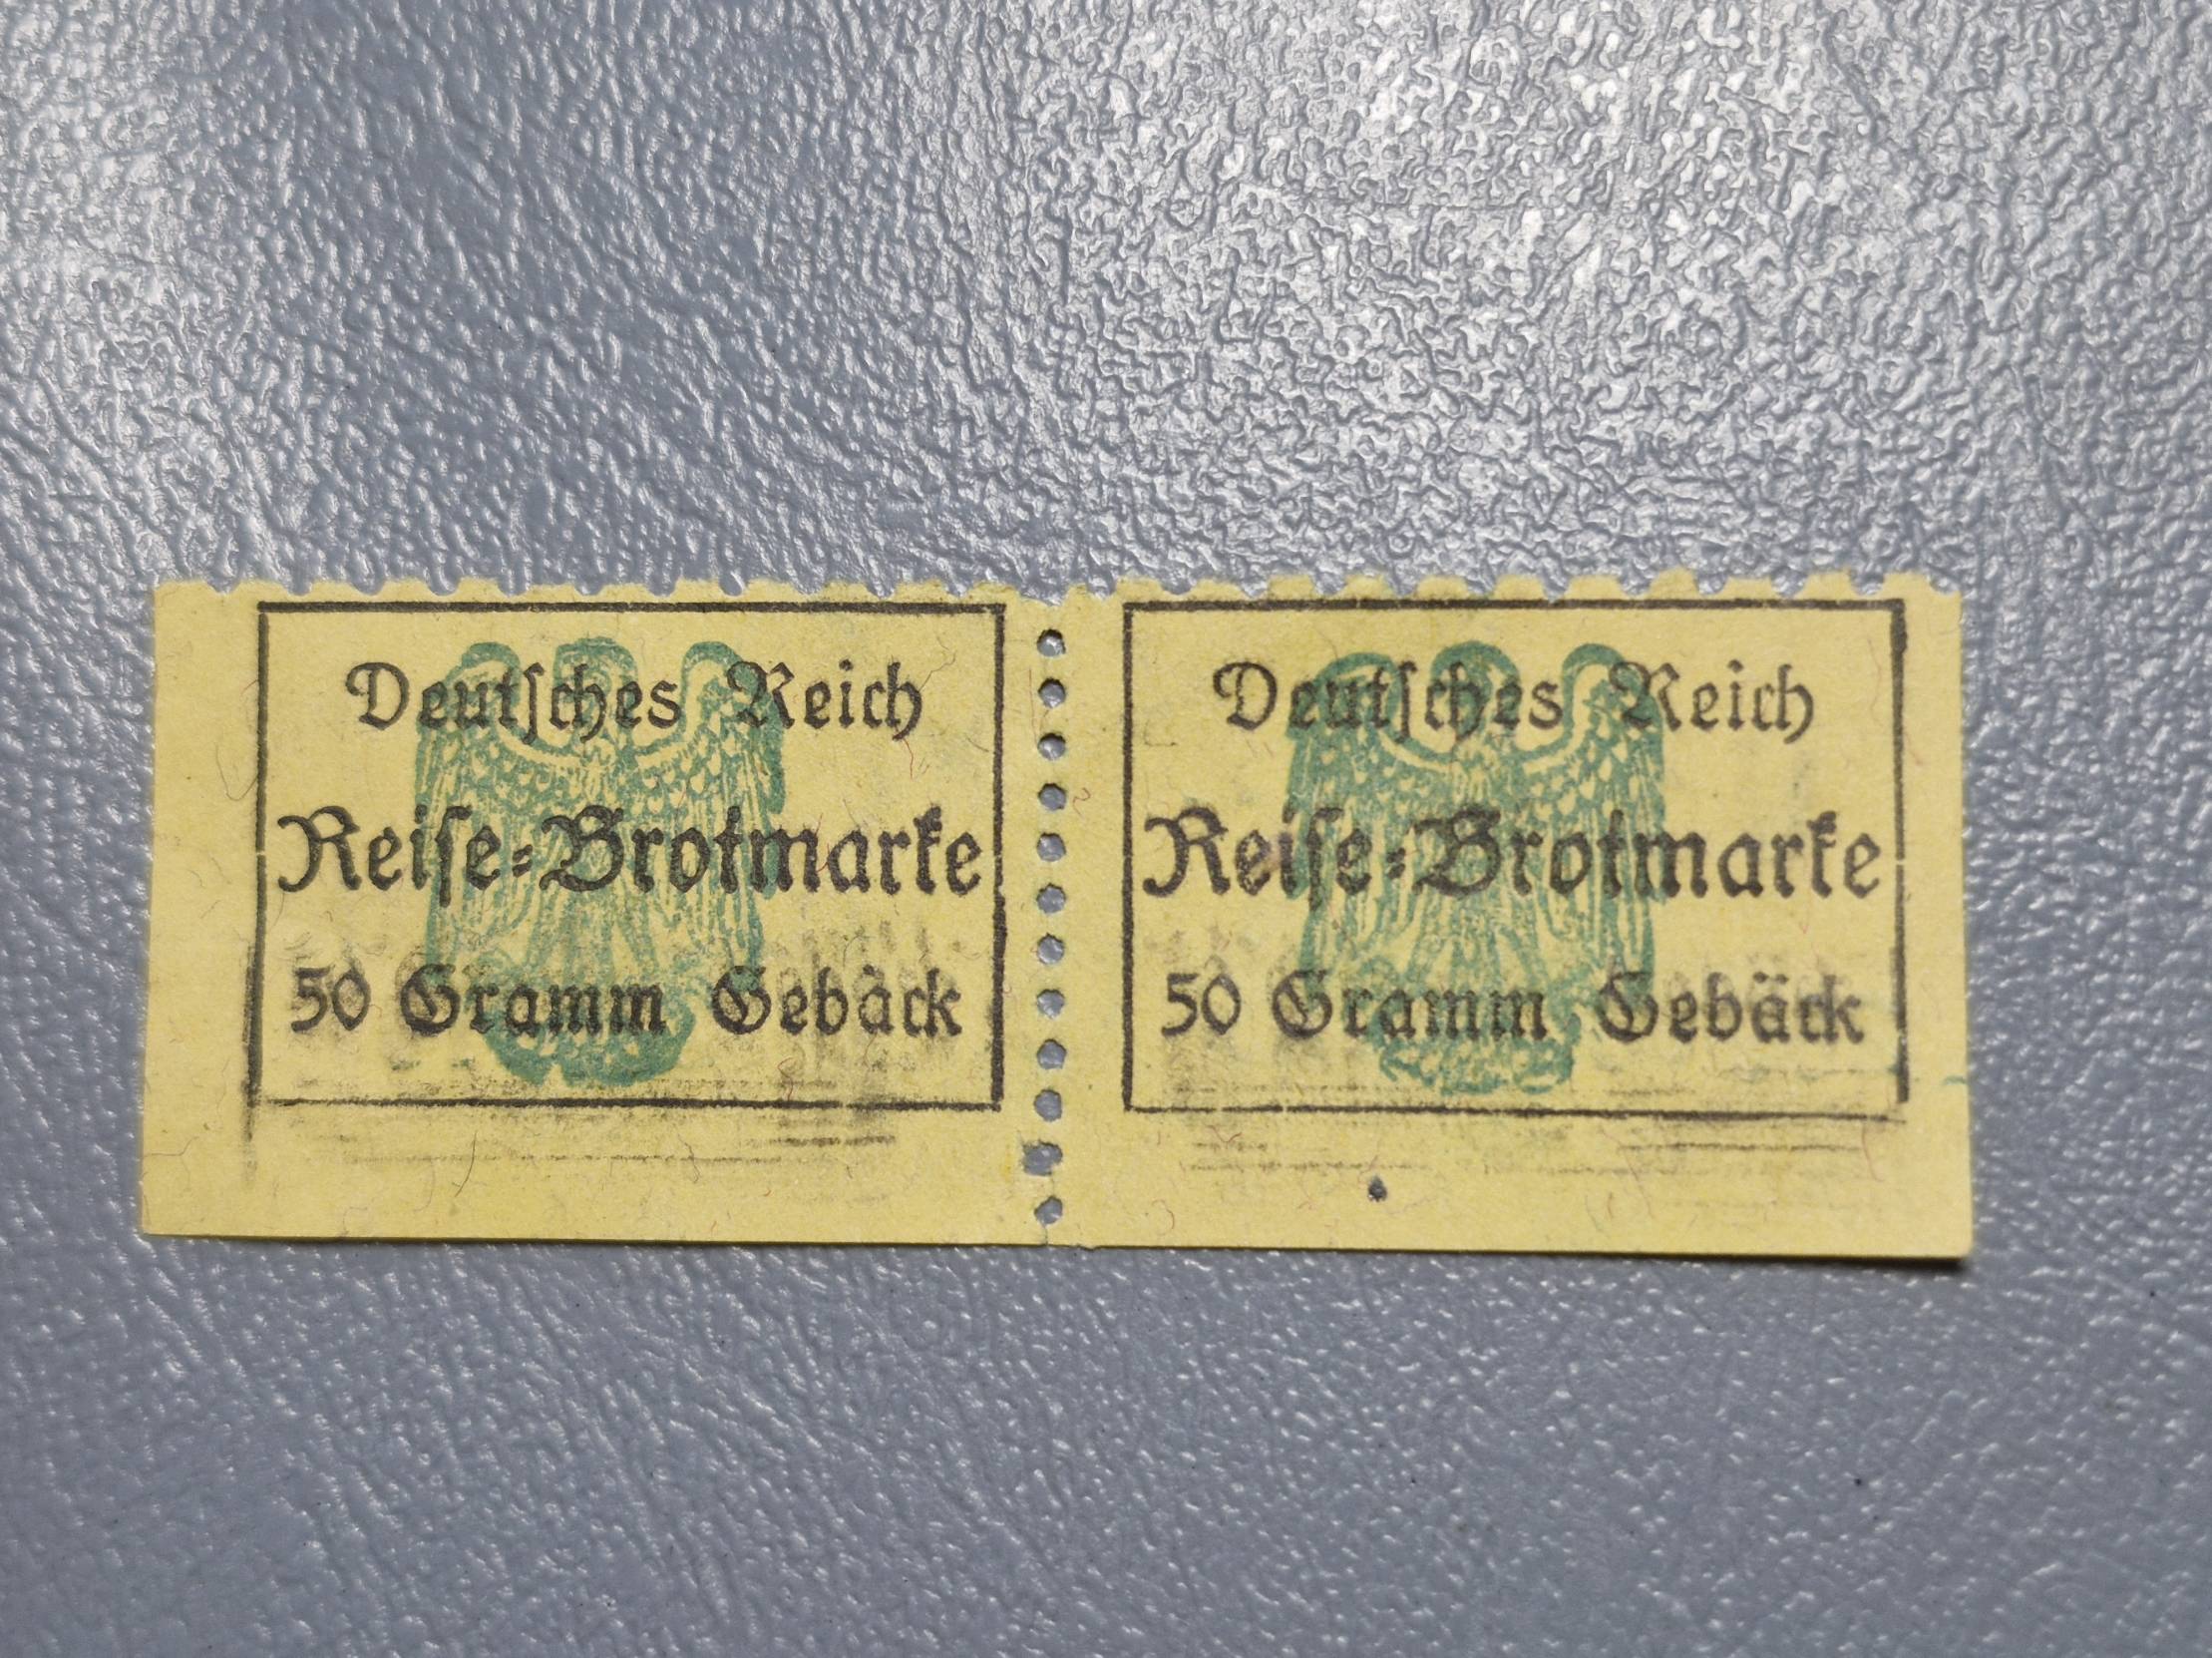 Deutsches Reich
Reise-Brotmarke
50 Gramm Gebäck
Deutsches Reich
Reise-Brotmarke
50 Gramm Gebäck